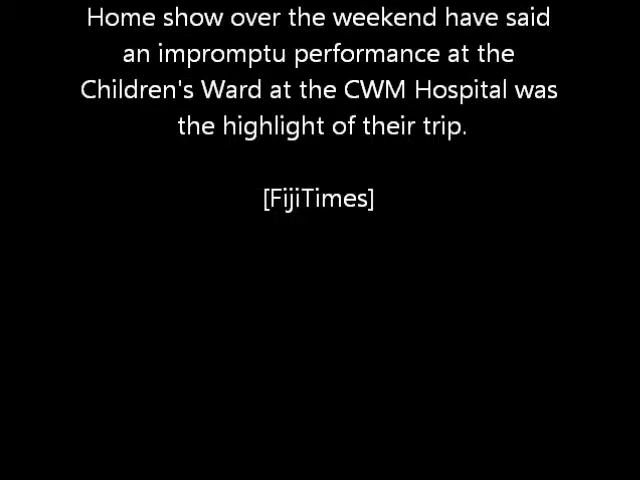 Home show over the weekend have said
an impromptu performance at the
Children's Ward at the CWM Hospital was
the highlight of their trip.
[FijiTimes]